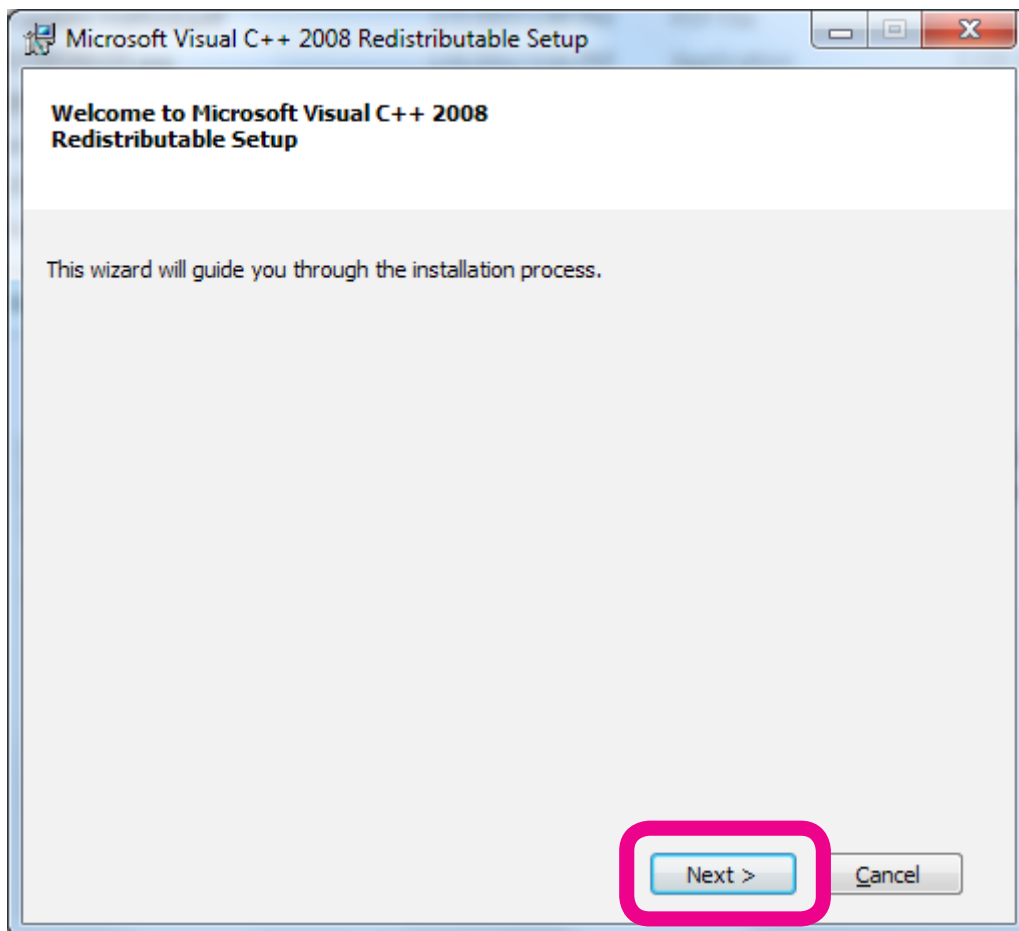 Microsoft Visual C++ 2008 Redistributable Setup
Welcome to Microsoft Visual C++ 2008
Redistributable Setup
This wizard will guide you through the installation process.
Next >
Cancel